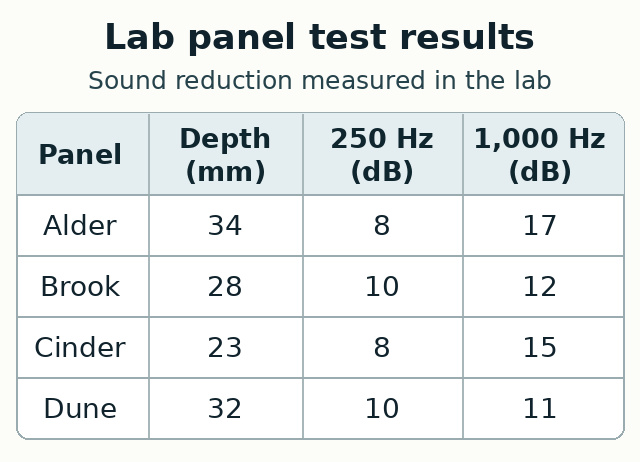 Lab panel test results
Sound reduction measured in the lab
Panel Depth (mm) 250 Hz (dB) 1,000 Hz (dB)
Alder 34 8 17
Brook 28 10 12
Cinder 23 8 15
Dune 32 10 11